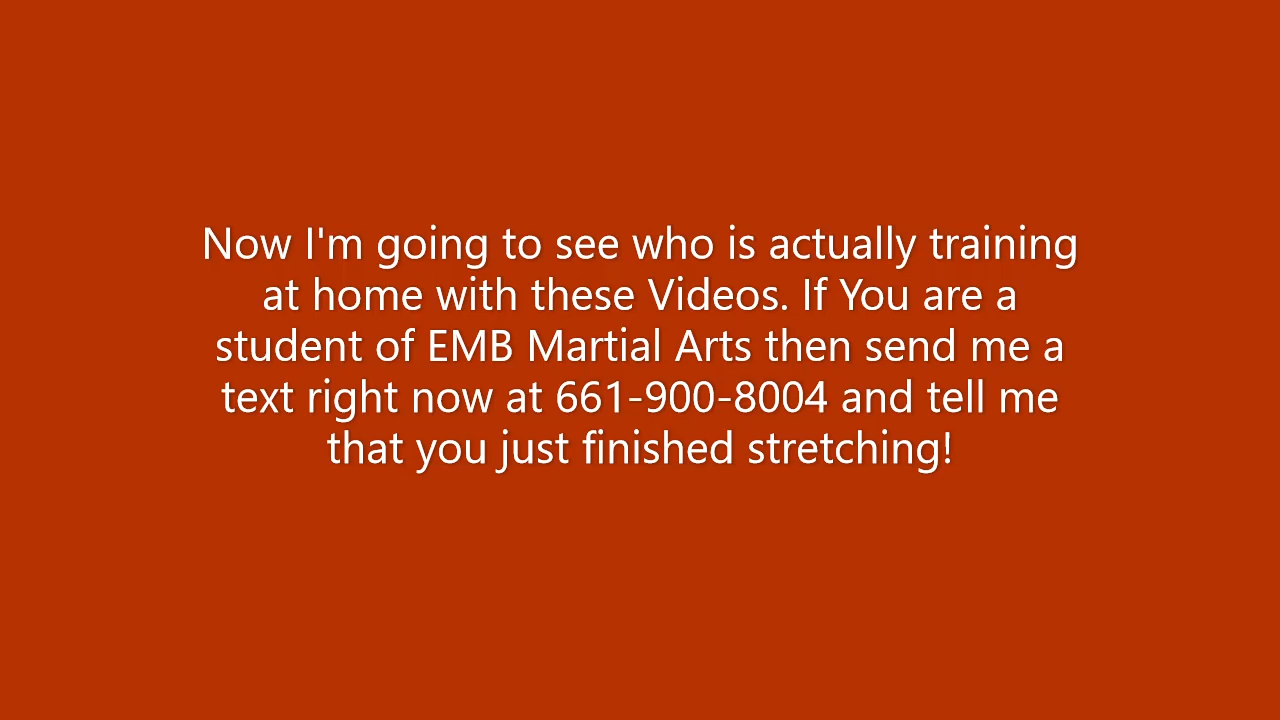 Now I'm going to see who is actually training
at home with these Videos. If You are a
student of EMB Martial Arts then send me a
text right now at 661-900-8004 and tell me
that you just finished stretching!